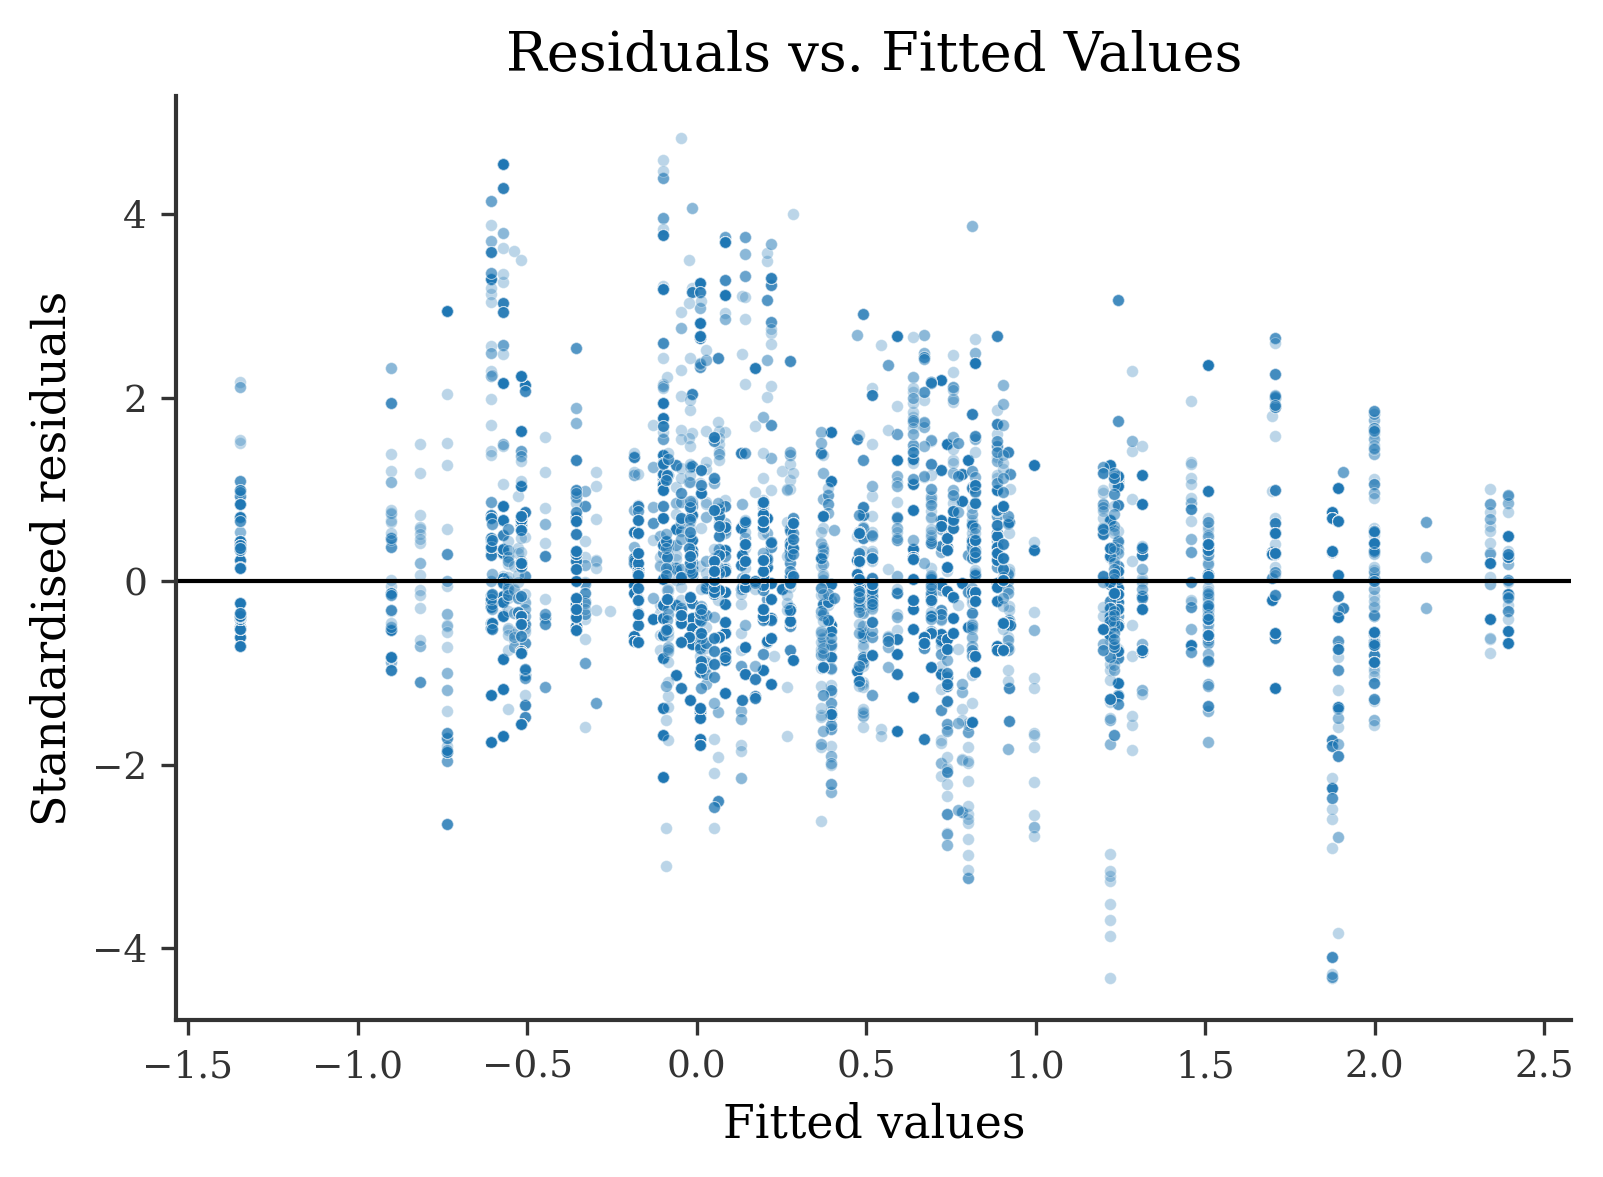 Residuals vs. Fitted Values
Standardised residuals
4
2
0
−2
−4
−1.5 −1.0 −0.5 0.0 0.5 1.0 1.5 2.0 2.5
Fitted values